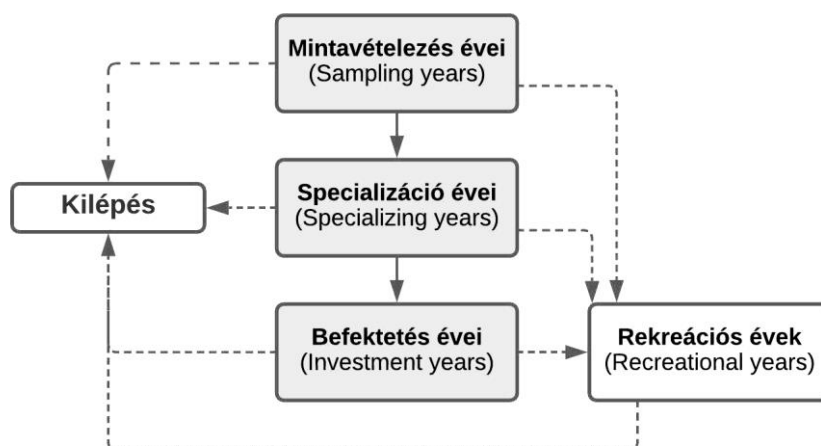 Mintavételezés évei
(Sampling years)
Kilépés
Specializáció évei
(Specializing years)
Befektetés évei
(Investment years)
Rekreációs évek
(Recreational years)